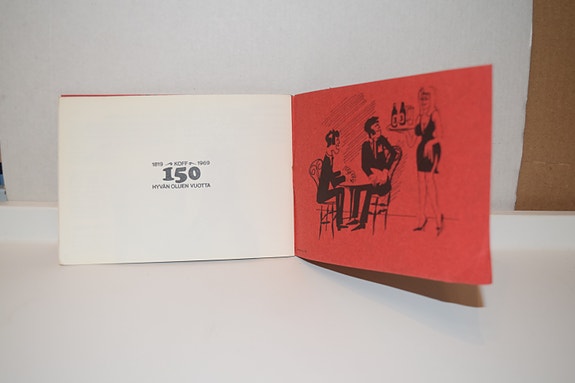 1819 KOFF 1969
150
HYVÄN OLUEN VUOTTA